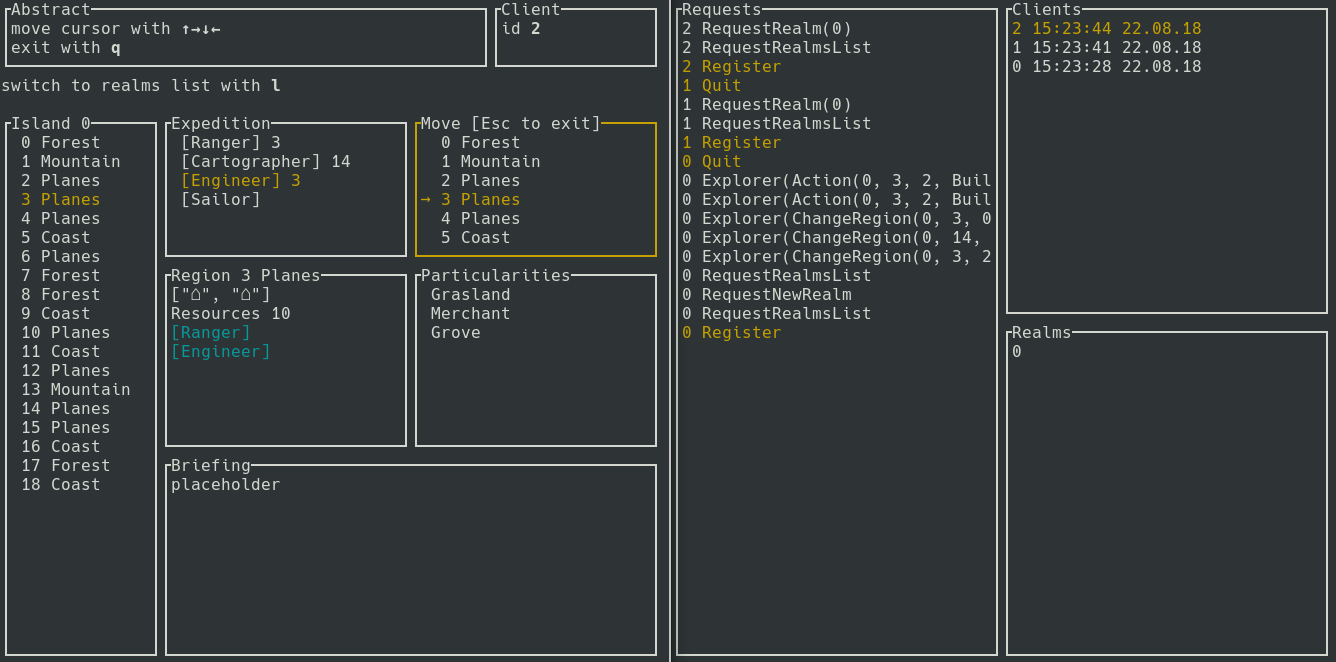 Abstract
move cursor with ↑→↓←
exit with q
Client
id 2
switch to realms list with l
Island 0
0 Forest
1 Mountain
2 Planes
3 Planes
4 Planes
5 Coast
6 Planes
7 Forest
8 Forest
9 Coast
10 Planes
11 Coast
12 Planes
13 Mountain
14 Planes
15 Planes
16 Coast
17 Forest
18 Coast
Expedition
[Ranger] 3
[Cartographer] 14
[Engineer] 3
[Sailor]
Move [Esc to exit]
0 Forest
1 Mountain
2 Planes
→ 3 Planes
4 Planes
5 Coast
Region 3 Planes
["⌂", "⌂"]
Resources 10
[Ranger]
[Engineer]
Particularities
Grasland
Merchant
Grove
Briefing
placeholder
Requests
2 RequestRealm(0)
2 RequestRealmsList
2 Register
1 Quit
1 RequestRealm(0)
1 RequestRealmsList
1 Register
0 Quit
0 Explorer(Action(0, 3, 2, Buil
0 Explorer(Action(0, 3, 2, Buil
0 Explorer(ChangeRegion(0, 3, 0
0 Explorer(ChangeRegion(0, 14,
0 Explorer(ChangeRegion(0, 3, 2
0 RequestRealmsList
0 RequestNewRealm
0 RequestRealmsList
0 Register
Clients
2 15:23:44 22.08.18
1 15:23:41 22.08.18
0 15:23:28 22.08.18
Realms
0